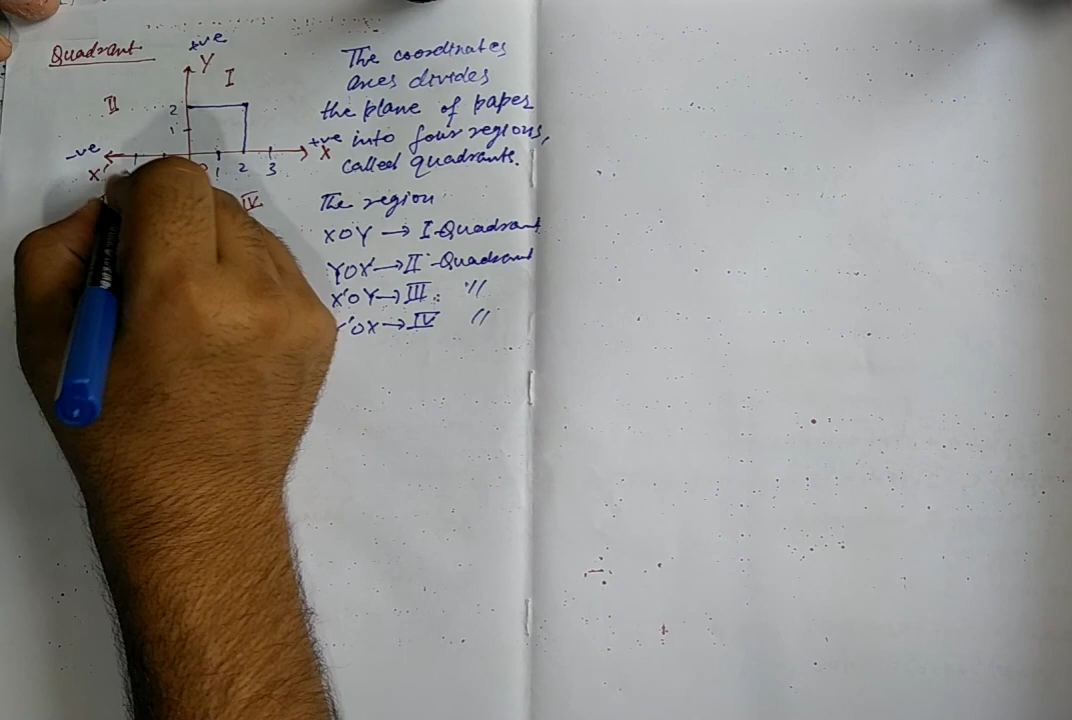 Quadrant
+ve
Y
I
II
2
1
-ve
+ve
X' X
1 2 3
IV
The coordinates
axes divides
the plane of paper
into four regions,
called quadrants.
The region
XOY → I-Quadrant
YOX' → II-Quadrant
X'OY → III "
'OX → IV "